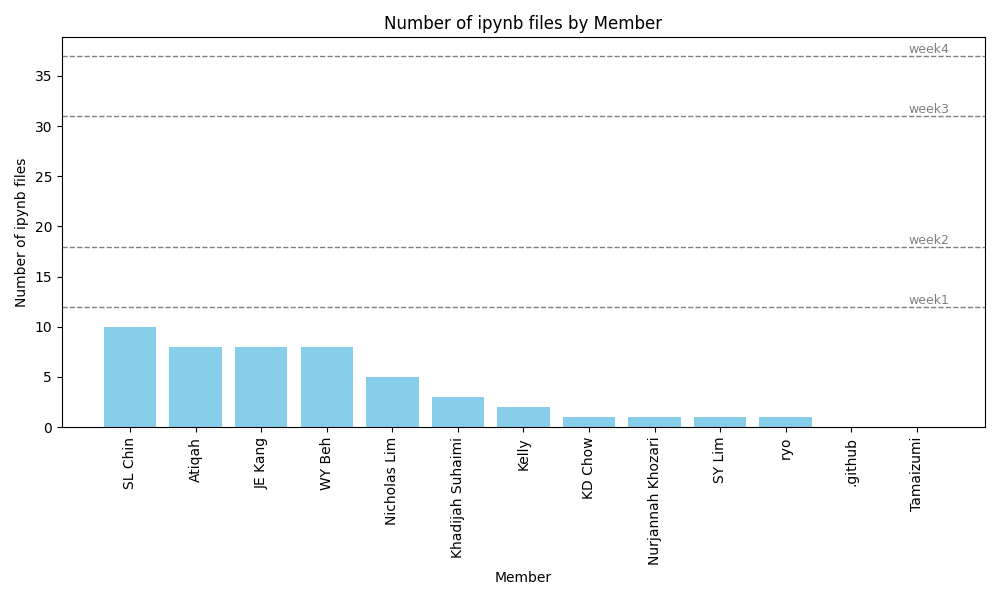 Number of ipynb files by Member
Number of ipynb files
35
30
25
20
15
10
5
0
week4
week3
week2
week1
SL Chin
Atiqah
JE Kang
WY Beh
Nicholas Lim
Khadijah Suhaimi
Kelly
KD Chow
Nurjannah Khozari
SY Lim
ryo
.github
Tamaizumi
Member